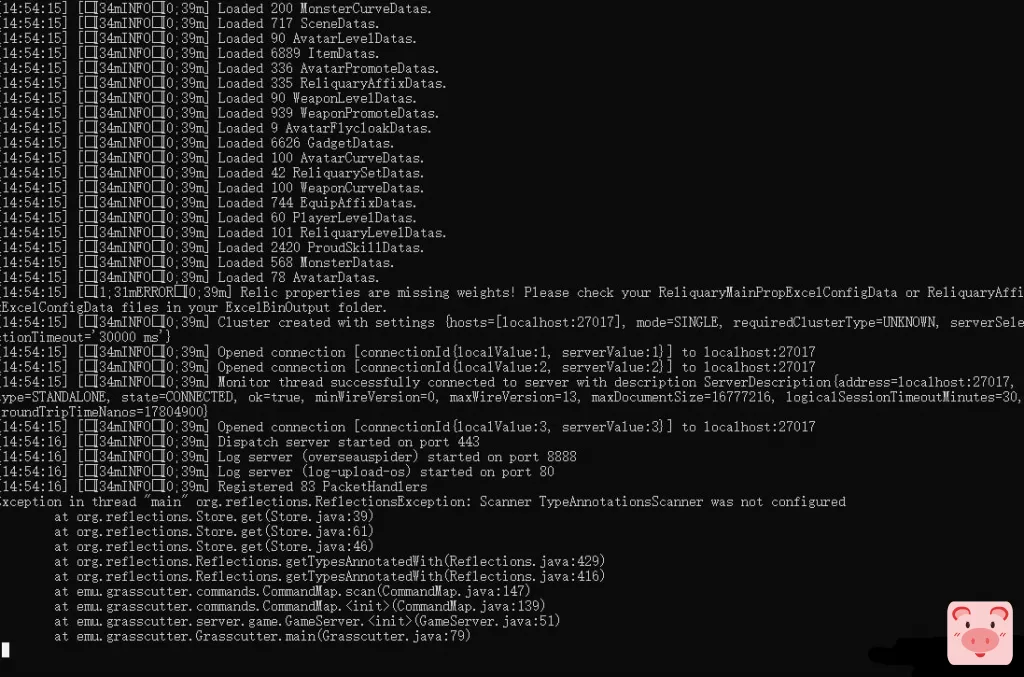 [14:54:15] [□[34mINFO□[0;39m] Loaded 200 MonsterCurveDatas.
[14:54:15] [□[34mINFO□[0;39m] Loaded 717 SceneDatas.
[14:54:15] [□[34mINFO□[0;39m] Loaded 90 AvatarLevelDatas.
[14:54:15] [□[34mINFO□[0;39m] Loaded 6889 ItemDatas.
[14:54:15] [□[34mINFO□[0;39m] Loaded 336 AvatarPromoteDatas.
[14:54:15] [□[34mINFO□[0;39m] Loaded 335 ReliquaryAffixDatas.
[14:54:15] [□[34mINFO□[0;39m] Loaded 90 WeaponLevelDatas.
[14:54:15] [□[34mINFO□[0;39m] Loaded 939 WeaponPromoteDatas.
[14:54:15] [□[34mINFO□[0;39m] Loaded 9 AvatarFlycloakDatas.
[14:54:15] [□[34mINFO□[0;39m] Loaded 6626 GadgetDatas.
[14:54:15] [□[34mINFO□[0;39m] Loaded 100 AvatarCurveDatas.
[14:54:15] [□[34mINFO□[0;39m] Loaded 42 ReliquarySetDatas.
[14:54:15] [□[34mINFO□[0;39m] Loaded 100 WeaponCurveDatas.
[14:54:15] [□[34mINFO□[0;39m] Loaded 744 EquipAffixDatas.
[14:54:15] [□[34mINFO□[0;39m] Loaded 60 PlayerLevelDatas.
[14:54:15] [□[34mINFO□[0;39m] Loaded 101 ReliquaryLevelDatas.
[14:54:15] [□[34mINFO□[0;39m] Loaded 2420 ProudSkillDatas.
[14:54:15] [□[34mINFO□[0;39m] Loaded 568 MonsterDatas.
[14:54:15] [□[34mINFO□[0;39m] Loaded 78 AvatarDatas.
[14:54:15] [□[1;31mERROR□[0;39m] Relic properties are missing weights! Please check your ReliquaryMainPropExcelConfigData or ReliquaryAffi
xExcelConfigData files in your ExcelBinOutput folder.
[14:54:15] [□[34mINFO□[0;39m] Cluster created with settings {hosts=[localhost:27017], mode=SINGLE, requiredClusterType=UNKNOWN, serverSele
ctionTimeout='30000 ms'}
[14:54:15] [□[34mINFO□[0;39m] Opened connection [connectionId{localValue:1, serverValue:1}] to localhost:27017
[14:54:15] [□[34mINFO□[0;39m] Opened connection [connectionId{localValue:2, serverValue:2}] to localhost:27017
[14:54:15] [□[34mINFO□[0;39m] Monitor thread successfully connected to server with description ServerDescription{address=localhost:27017,
type=STANDALONE, state=CONNECTED, ok=true, minWireVersion=0, maxWireVersion=13, maxDocumentSize=16777216, logicalSessionTimeoutMinutes=30,
roundTripTimeNanos=17804900}
[14:54:15] [□[34mINFO□[0;39m] Opened connection [connectionId{localValue:3, serverValue:3}] to localhost:27017
[14:54:16] [□[34mINFO□[0;39m] Dispatch server started on port 443
[14:54:16] [□[34mINFO□[0;39m] Log server (overseauspider) started on port 8888
[14:54:16] [□[34mINFO□[0;39m] Log server (log-upload-os) started on port 80
[14:54:16] [□[34mINFO□[0;39m] Registered 83 PacketHandlers
Exception in thread "main" org.reflections.ReflectionsException: Scanner TypeAnnotationsScanner was not configured
at org.reflections.Store.get(Store.java:39)
at org.reflections.Store.get(Store.java:61)
at org.reflections.Store.get(Store.java:46)
at org.reflections.Reflections.getTypesAnnotatedWith(Reflections.java:429)
at org.reflections.Reflections.getTypesAnnotatedWith(Reflections.java:416)
at emu.grasscutter.commands.CommandMap.scan(CommandMap.java:147)
at emu.grasscutter.commands.CommandMap.<init>(CommandMap.java:139)
at emu.grasscutter.server.game.GameServer.<init>(GameServer.java:51)
at emu.grasscutter.Grasscutter.main(Grasscutter.java:79)